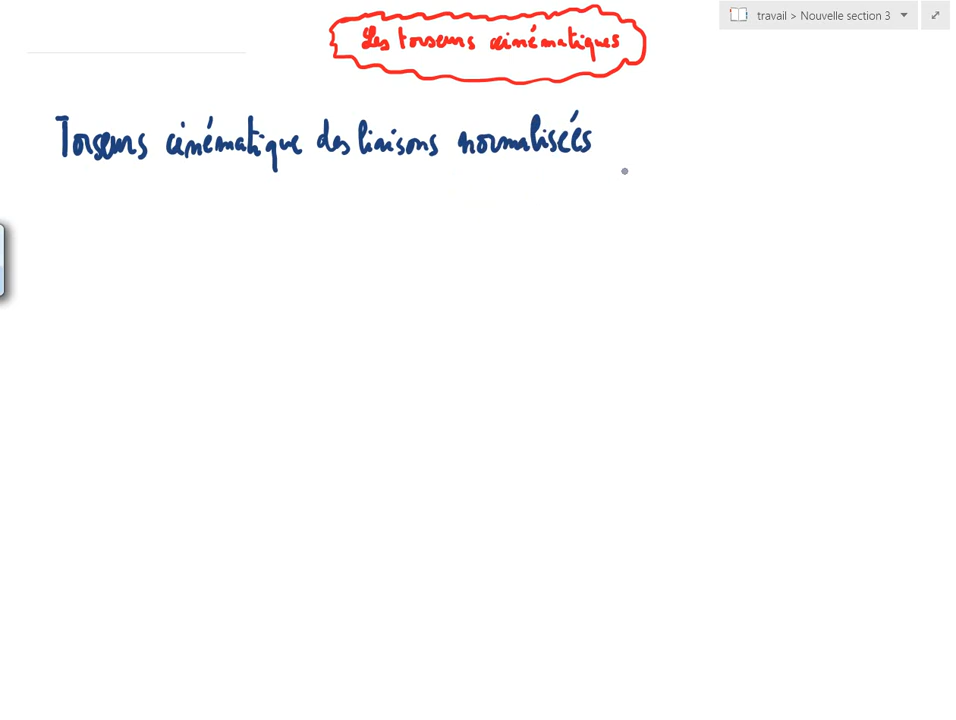 travail > Nouvelle section 3
Les torseurs cinématiques
Torseurs cinématique des liaisons normalisées